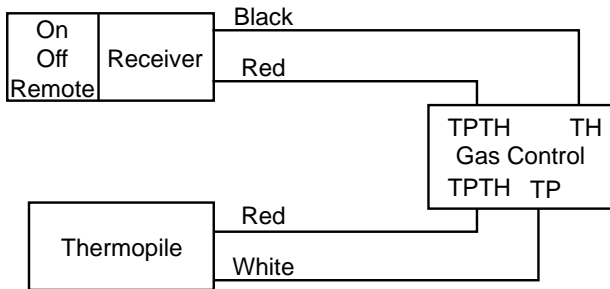 Black
On
Off
Remote
Receiver
Red
TPTH TH
Gas Control
TPTH TP
Red
Thermopile
White